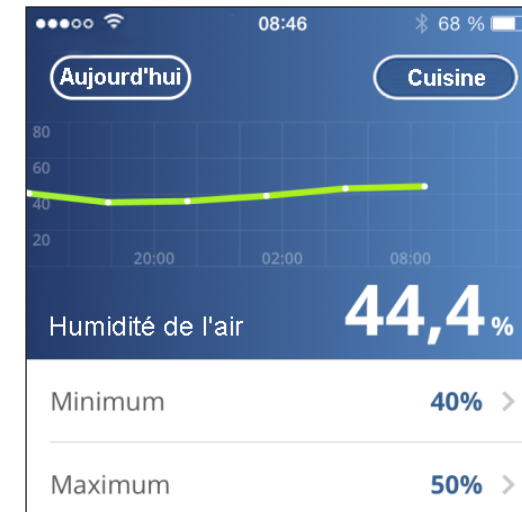 08:46 68 %
Aujourd'hui Cuisine
80
60
40
20
20:00 02:00 08:00
Humidité de l'air 44,4 %
Minimum 40%
Maximum 50%